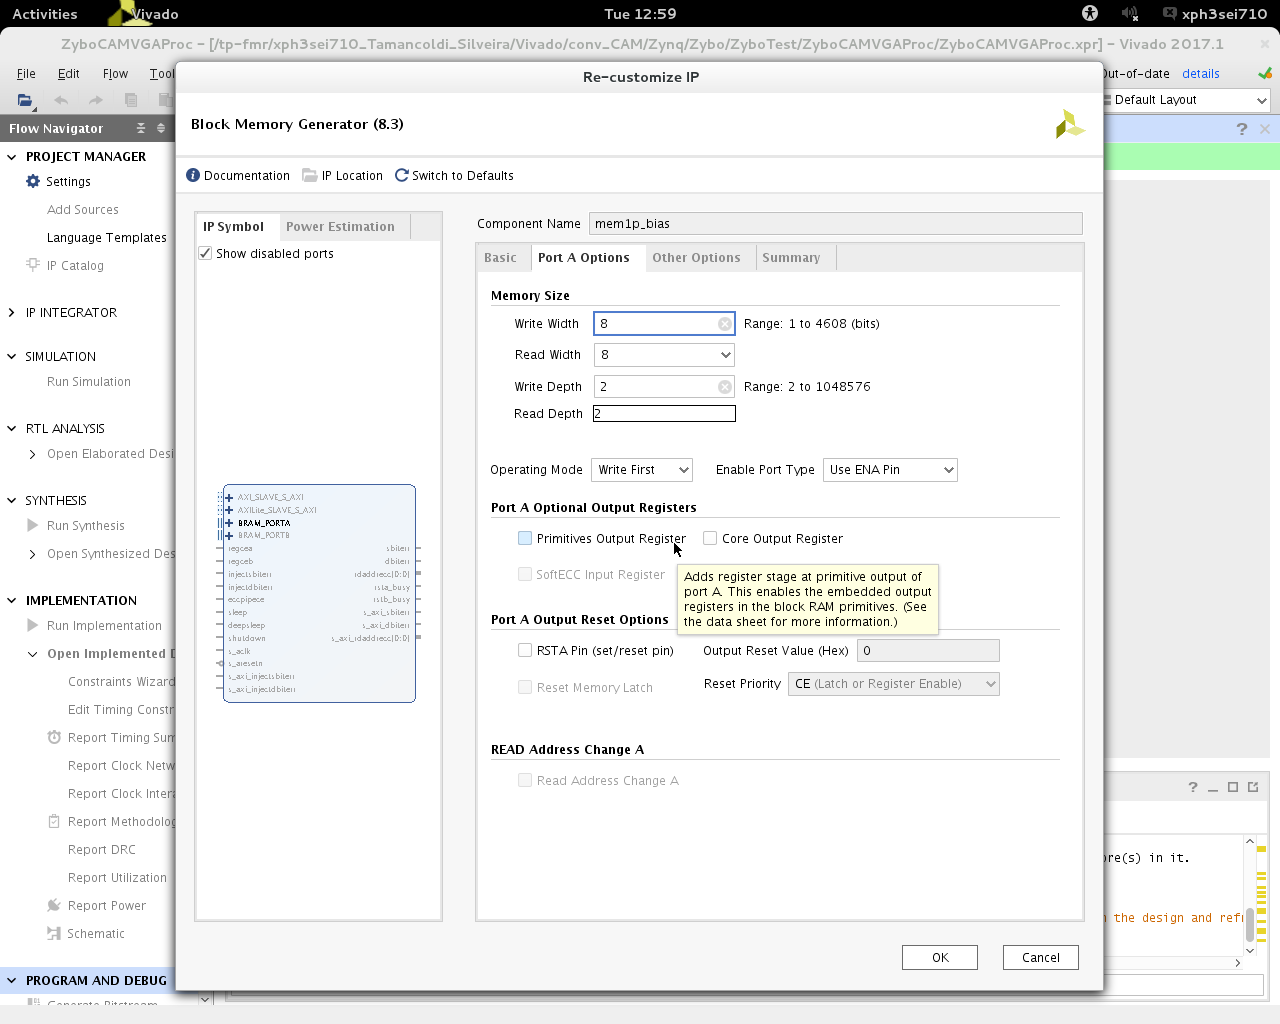 Activities Vivado Tue 12:59 xph3sei710
ZyboCAMVGAProc - [/tp-fmr/xph3sei710_Tamancoldi_Silveira/Vivado/conv_CAM/Zynq/Zybo/ZyboTest/ZyboCAMVGAProc/ZyboCAMVGAProc.xpr] - Vivado 2017.1
File Edit Flow Tool Out-of-date details
Default Layout
Flow Navigator
PROJECT MANAGER
Settings
Add Sources
Language Templates
IP Catalog
IP INTEGRATOR
SIMULATION
Run Simulation
RTL ANALYSIS
Open Elaborated Desi
SYNTHESIS
Run Synthesis
Open Synthesized Des
IMPLEMENTATION
Run Implementation
Open Implemented D
Constraints Wizard
Edit Timing Constr
Report Timing Sum
Report Clock Netw
Report Clock Intera
Report Methodolog
Report DRC
Report Utilization
Report Power
Schematic
PROGRAM AND DEBUG
Generate Bitstream
Re-customize IP
Block Memory Generator (8.3)
Documentation IP Location Switch to Defaults
IP Symbol Power Estimation
Show disabled ports
AXI_SLAVE_S_AXI
AXILite_SLAVE_S_AXI
BRAM_PORTA
BRAM_PORTB
regcea sbiterr
regceb dbiterr
injectsbiterr rdaddrecc[0:0]
injectdbiterr rsta_busy
eccpipece rstb_busy
sleep s_axi_sbiterr
deepsleep s_axi_dbiterr
shutdown s_axi_rdaddrecc[0:0]
s_aclk
s_aresetn
s_axi_injectsbiterr
s_axi_injectdbiterr
Component Name mem1p_bias
Basic Port A Options Other Options Summary
Memory Size
Write Width 8 Range: 1 to 4608 (bits)
Read Width 8
Write Depth 2 Range: 2 to 1048576
Read Depth 2
Operating Mode Write First Enable Port Type Use ENA Pin
Port A Optional Output Registers
Primitives Output Register Core Output Register
SoftECC Input Register
Adds register stage at primitive output of
port A. This enables the embedded output
registers in the block RAM primitives. (See
the data sheet for more information.)
Port A Output Reset Options
RSTA Pin (set/reset pin) Output Reset Value (Hex) 0
Reset Memory Latch Reset Priority CE (Latch or Register Enable)
READ Address Change A
Read Address Change A
OK Cancel
ore(s) in it.
the design and refr